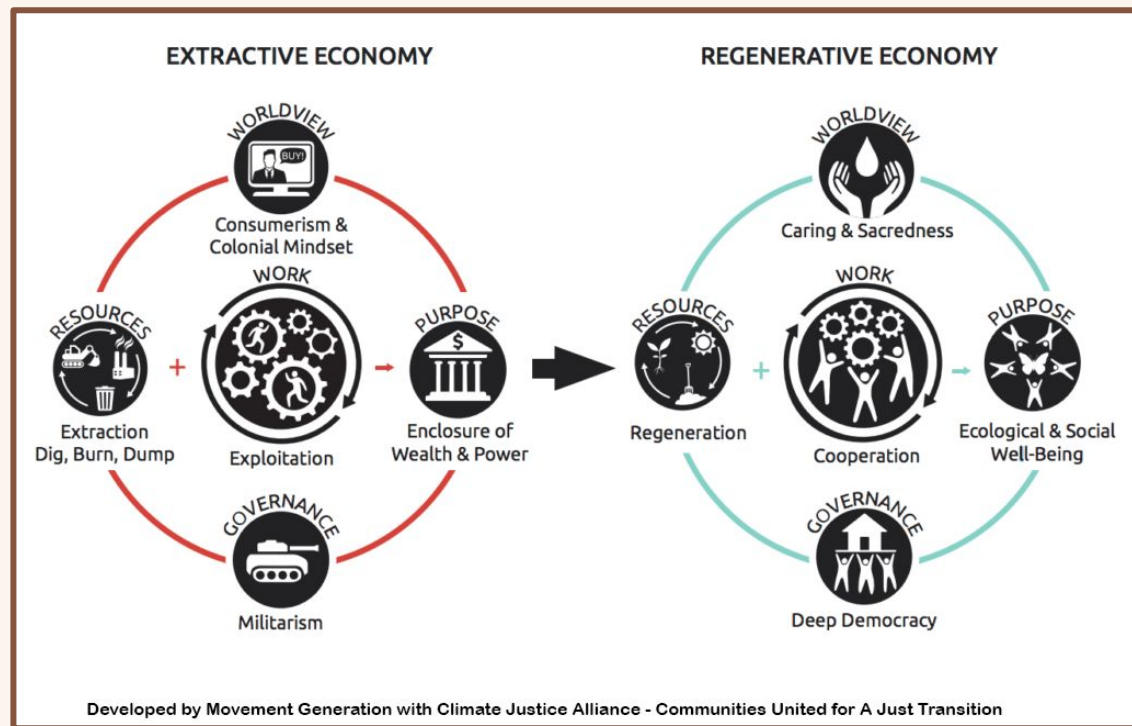 EXTRACTIVE ECONOMY
WORLDVIEW
BUY!
Consumerism &
Colonial Mindset
RESOURCES
+
Extraction
Dig, Burn, Dump
WORK
Exploitation
PURPOSE
$
Enclosure of
Wealth & Power
GOVERNANCE
Militarism
REGENERATIVE ECONOMY
WORLDVIEW
Caring & Sacredness
RESOURCES
+
Regeneration
WORK
Cooperation
PURPOSE
Ecological & Social
Well-Being
GOVERNANCE
Deep Democracy
Developed by Movement Generation with Climate Justice Alliance - Communities United for A Just Transition